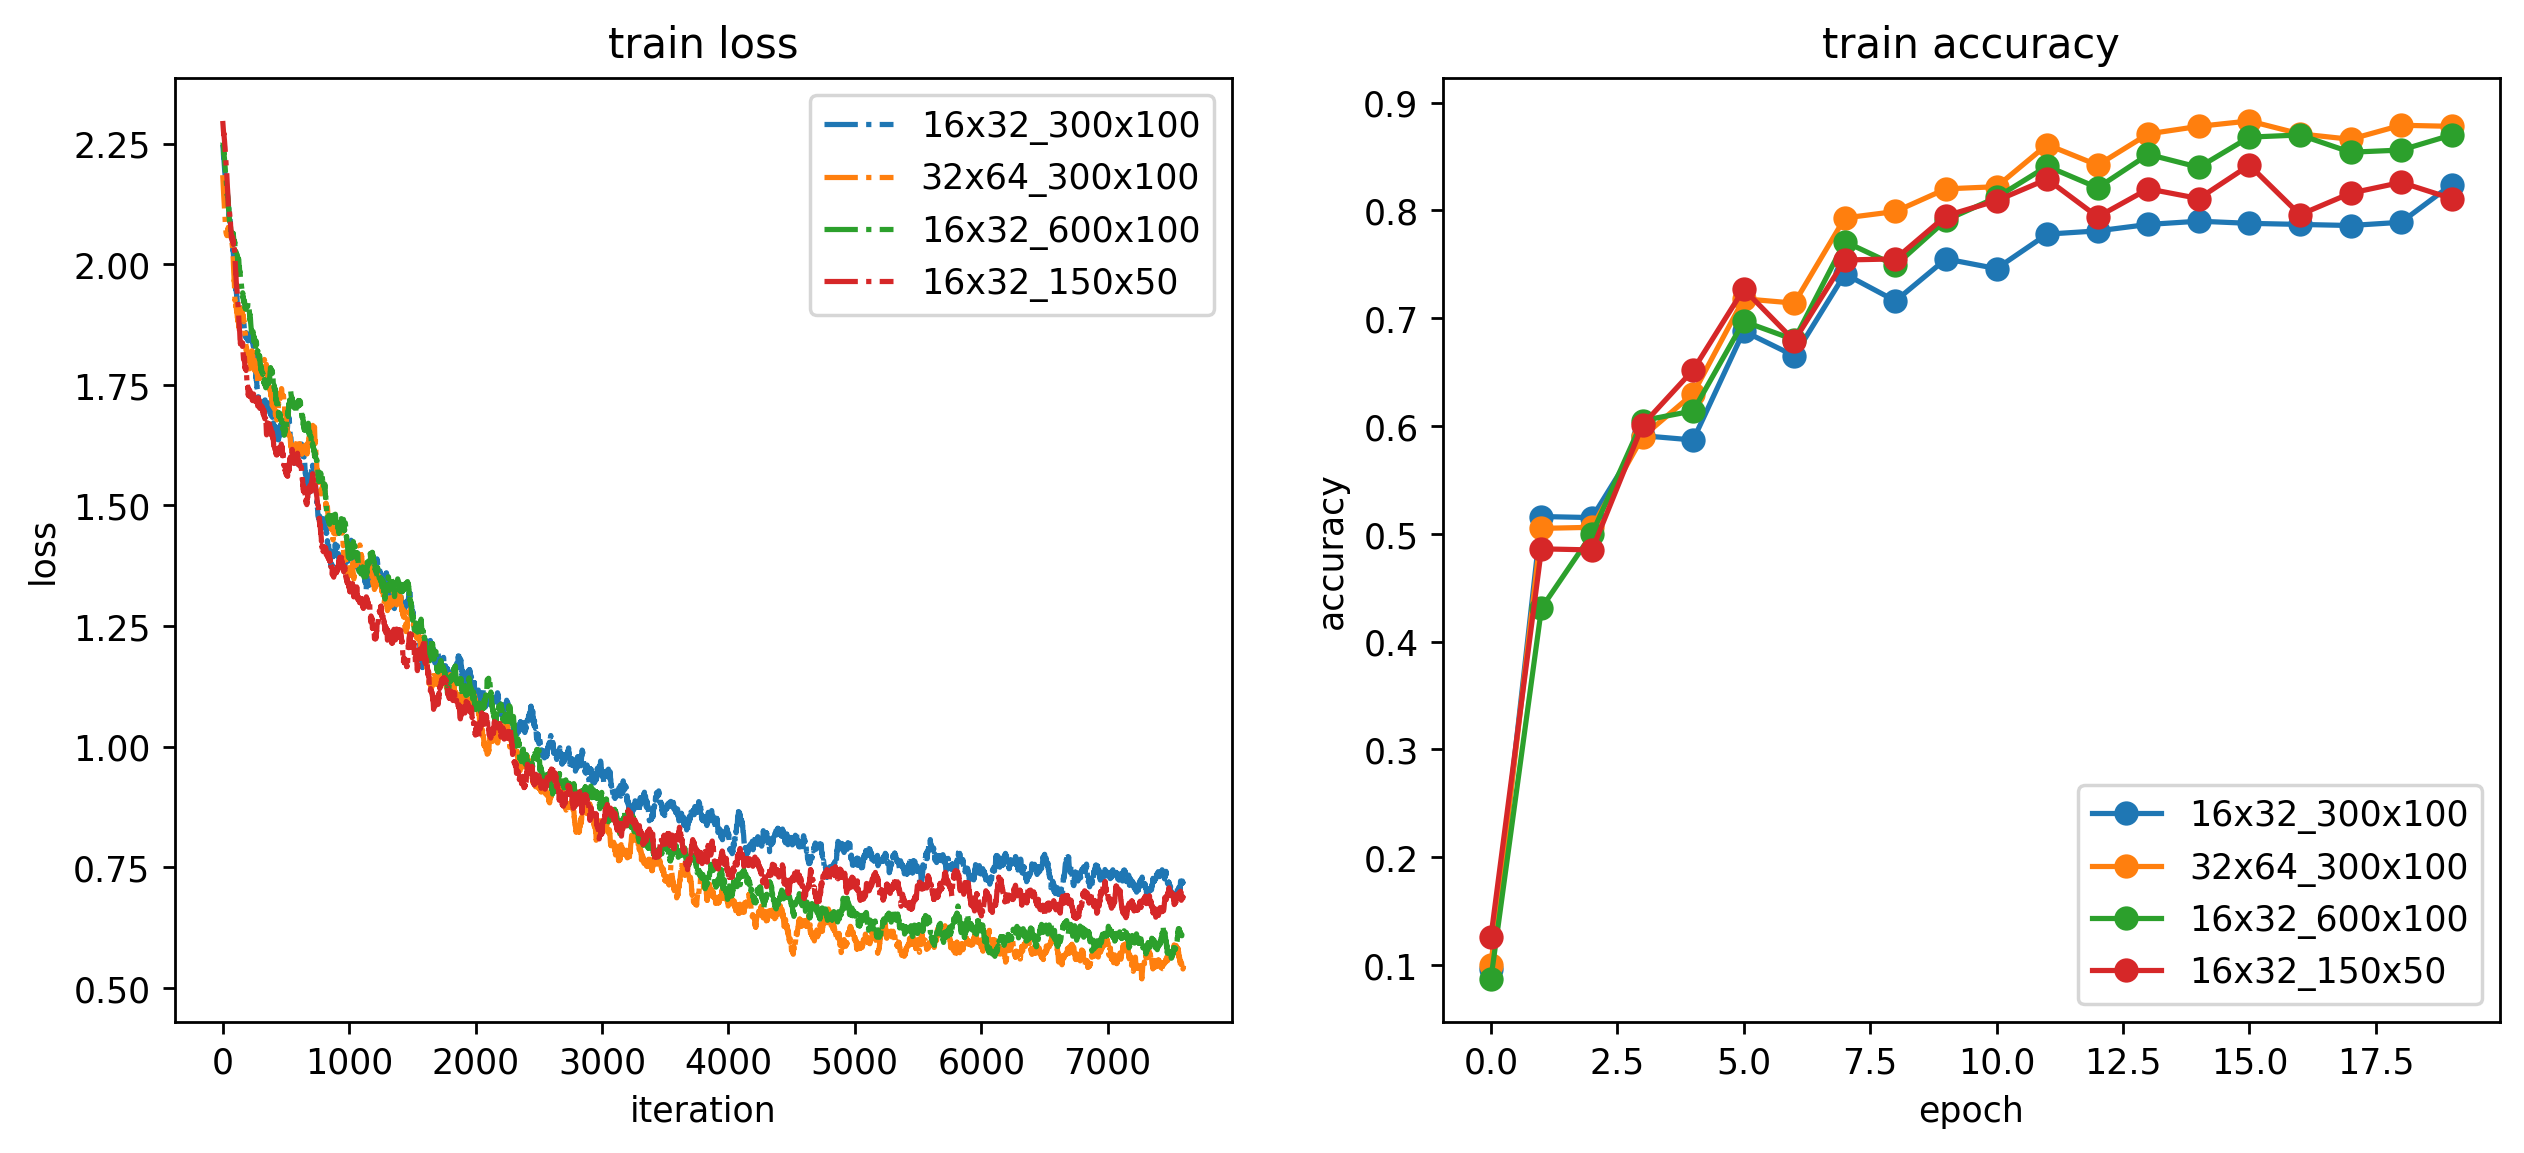 train loss
2.25
2.00
1.75
1.50
1.25
1.00
0.75
0.50
loss
0 1000 2000 3000 4000 5000 6000 7000
iteration
16x32_300x100
32x64_300x100
16x32_600x100
16x32_150x50
train accuracy
0.9
0.8
0.7
0.6
0.5
0.4
0.3
0.2
0.1
accuracy
0.0 2.5 5.0 7.5 10.0 12.5 15.0 17.5
epoch
16x32_300x100
32x64_300x100
16x32_600x100
16x32_150x50